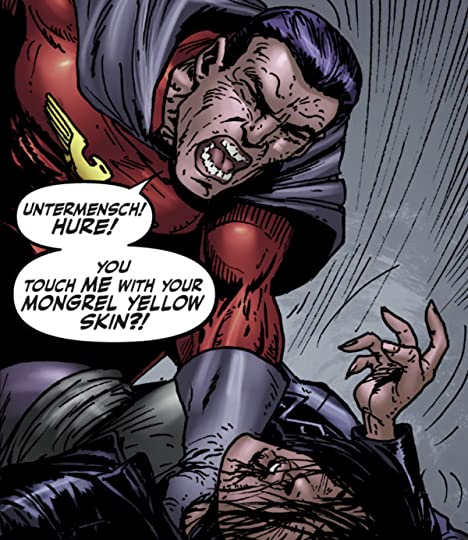 UNTERMENSCH!
HURE!
YOU
TOUCH ME WITH YOUR
MONGREL YELLOW
SKIN?!